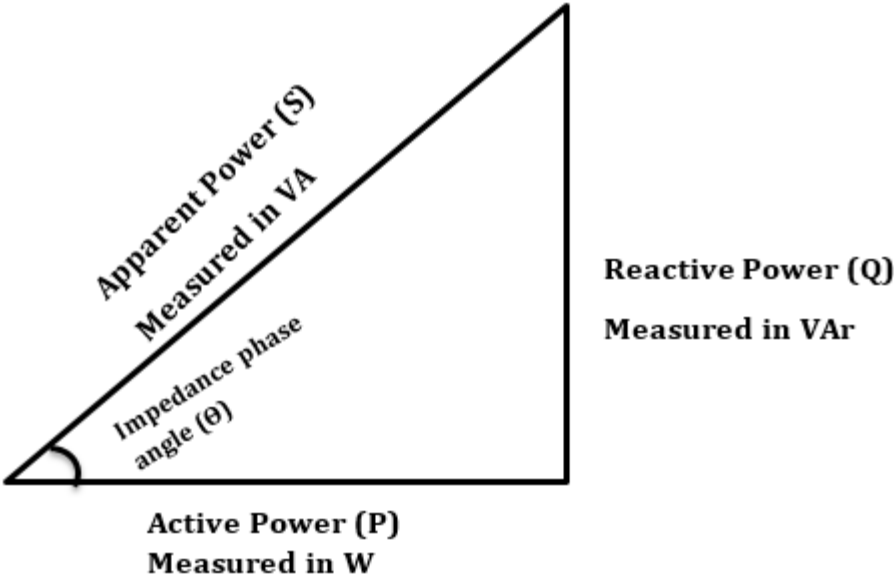 Apparent Power (S)
Measured in VA
Impedance phase
angle (Θ)
Reactive Power (Q)
Measured in VAr
Active Power (P)
Measured in W